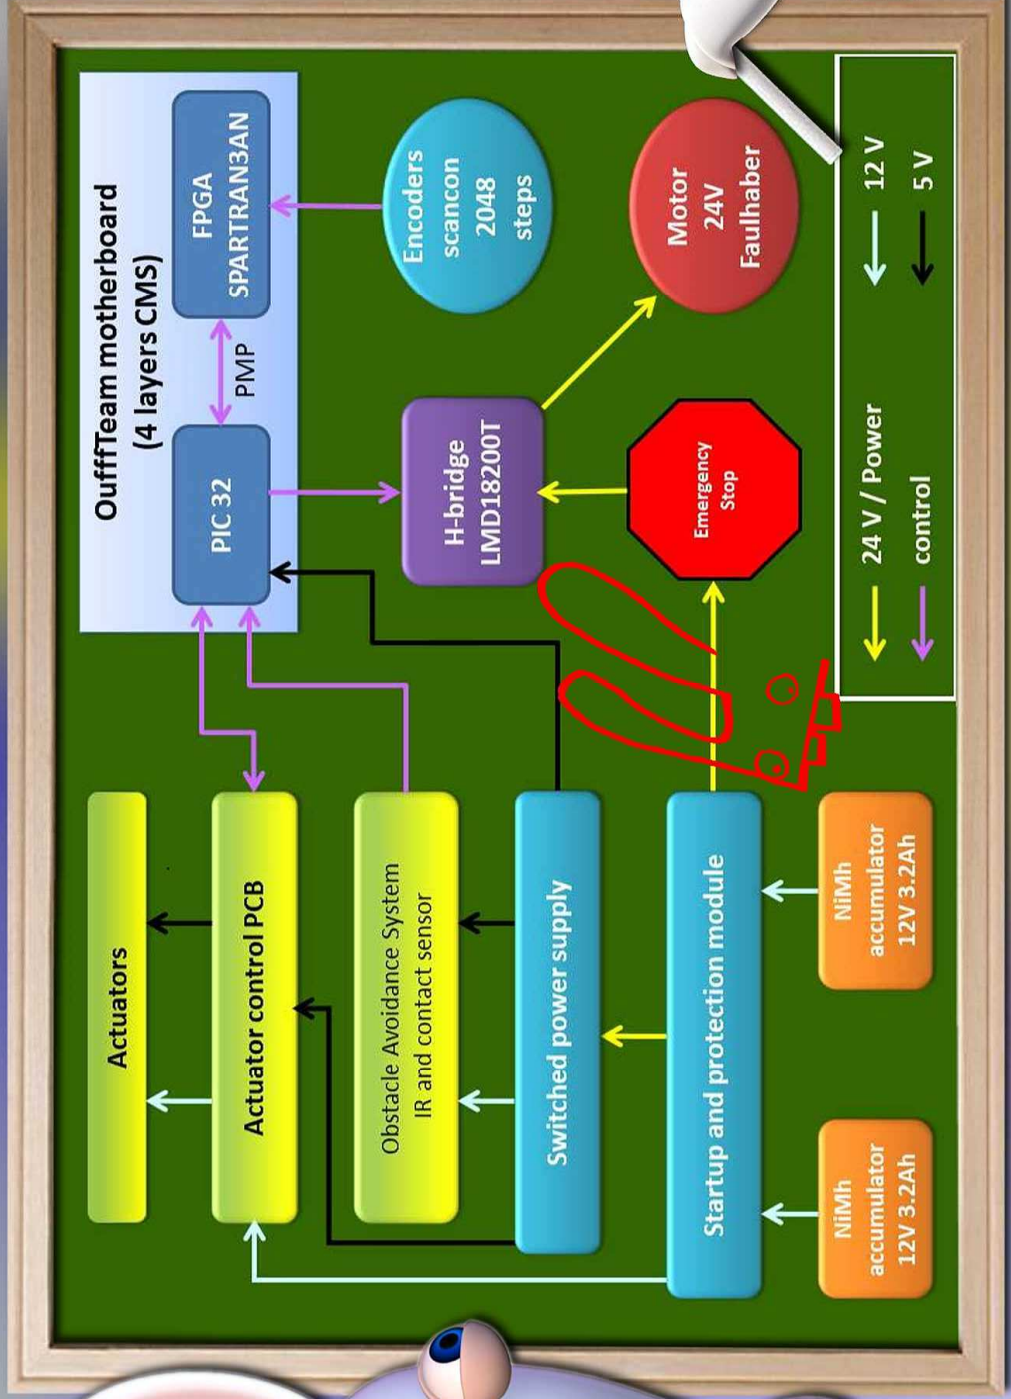 OuffTeam motherboard
(4 layers CMS)
FPGA
SPARTRAN3AN
PMP
PIC 32
Encoders
scancon
2048
steps
H-bridge
LMD18200T
Motor
24V
Faulhaber
Emergency
Stop
Actuators
Actuator control PCB
Obstacle Avoidance System
IR and contact sensor
Switched power supply
Startup and protection module
NiMh
accumulator
12V 3.2Ah
NiMh
accumulator
12V 3.2Ah
24 V / Power
12 V
control
5 V